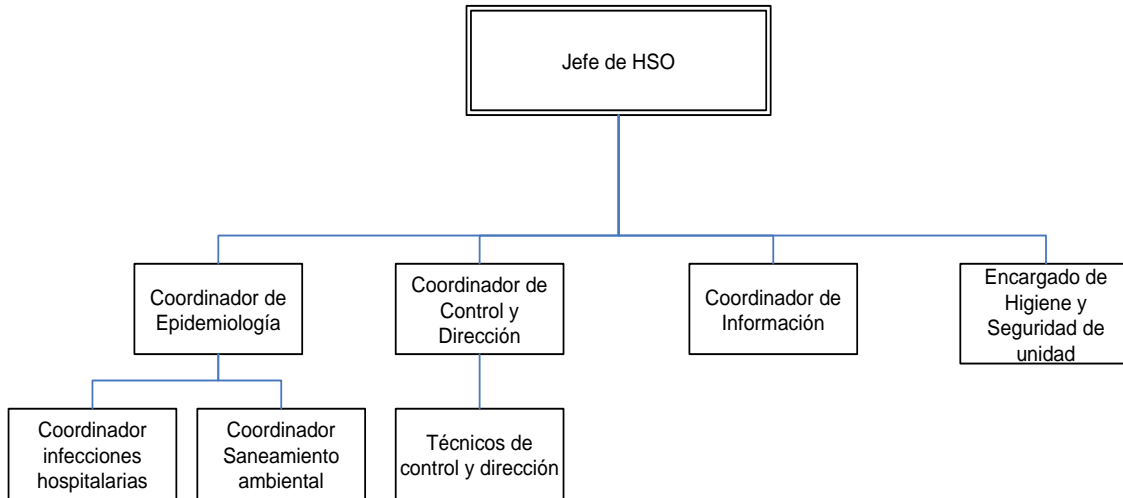 Jefe de HSO
Coordinador de
Epidemiología
Coordinador de
Control y
Dirección
Coordinador de
Información
Encargado de
Higiene y
Seguridad de
unidad
Coordinador
infecciones
hospitalarias
Coordinador
Saneamiento
ambiental
Técnicos de
control y dirección